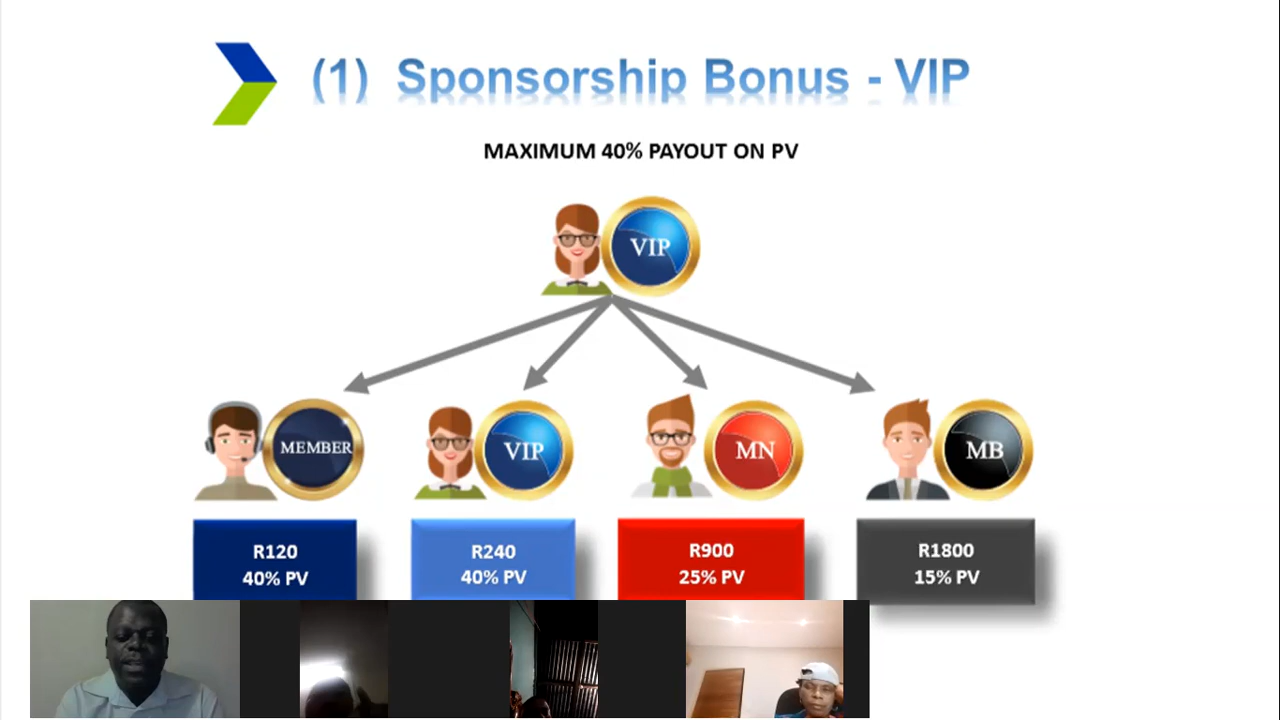 (1) Sponsorship Bonus - VIP
MAXIMUM 40% PAYOUT ON PV
VIP
MEMBER
VIP
MN
MB
R120
40% PV
R240
40% PV
R900
25% PV
R1800
15% PV